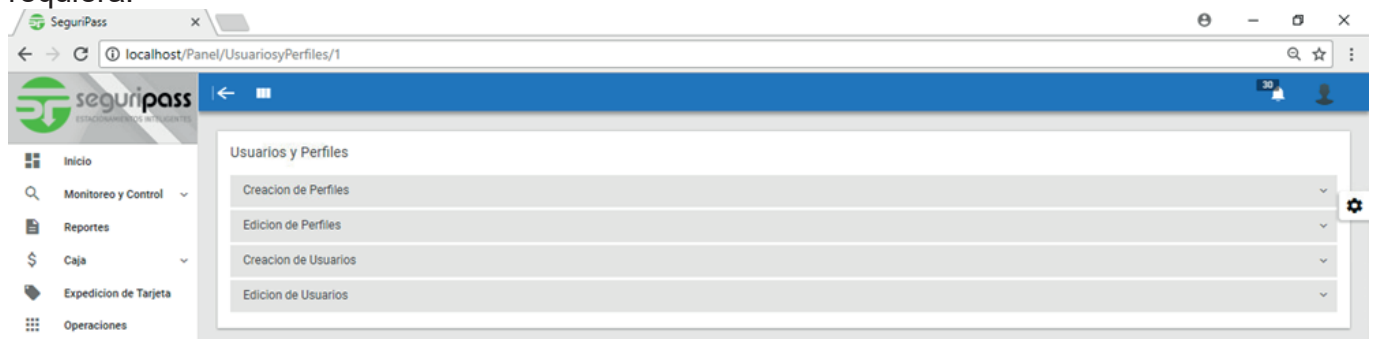 requiera.
SeguriPass
localhost/Panel/UsuariosyPerfiles/1
seguripass
ESTACIONAMIENTOS INTELIGENTES
30
Inicio
Monitoreo y Control
Reportes
Caja
Expedicion de Tarjeta
Operaciones
Usuarios y Perfiles
Creacion de Perfiles
Edicion de Perfiles
Creacion de Usuarios
Edicion de Usuarios